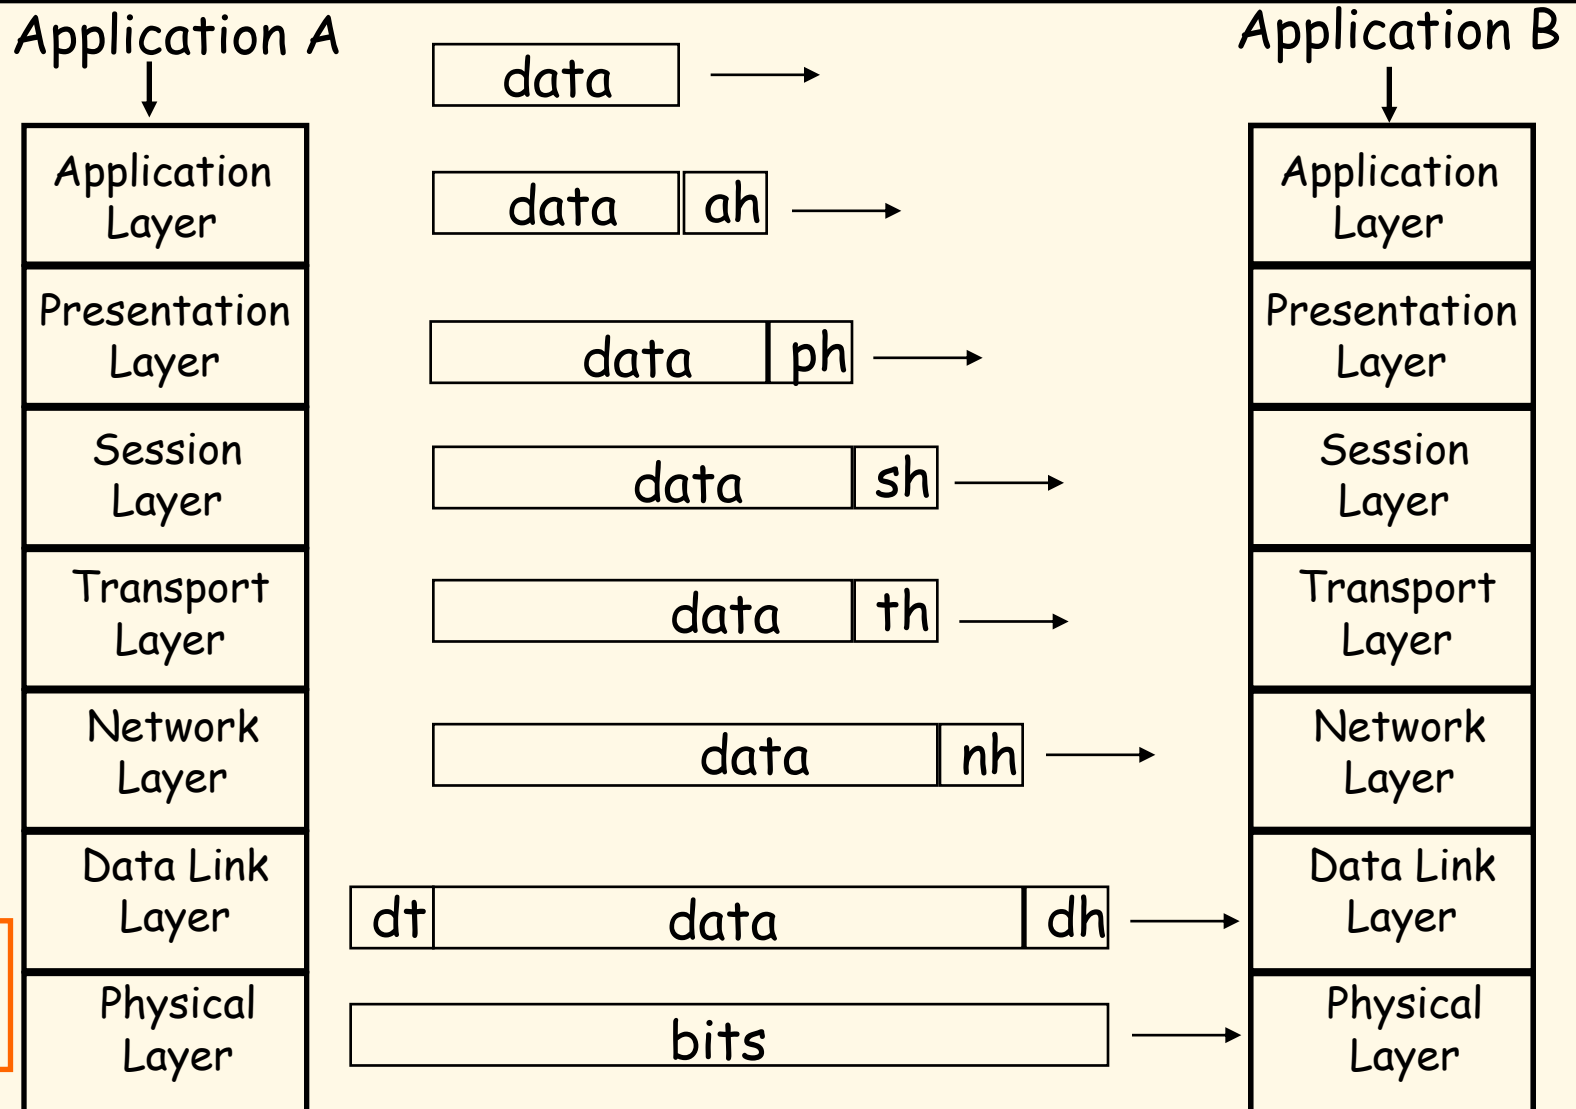 Application A
Application B
data
Application
Layer
data ah
Application
Layer
Presentation
Layer
data ph
Presentation
Layer
Session
Layer
data sh
Session
Layer
Transport
Layer
data th
Transport
Layer
Network
Layer
data nh
Network
Layer
Data Link
Layer
dt data dh
Data Link
Layer
Physical
Layer
bits
Physical
Layer